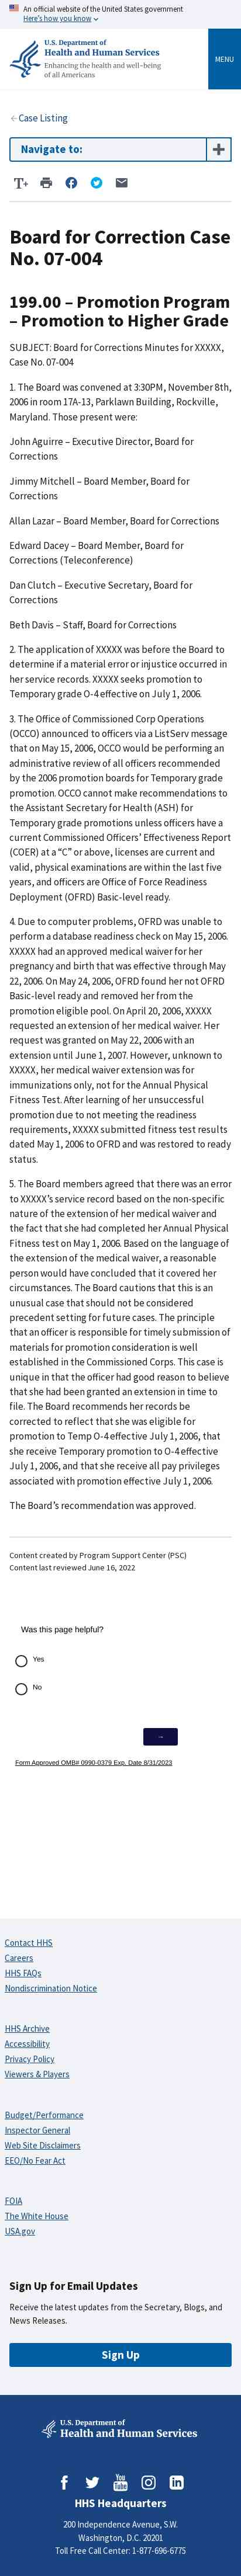 An official website of the United States government
Here's how you know
U.S. Department of
Health and Human Services
Enhancing the health and well-being
of all Americans
MENU
Case Listing
Navigate to:
T+
Board for Correction Case
No. 07-004
199.00 – Promotion Program
– Promotion to Higher Grade
SUBJECT: Board for Corrections Minutes for XXXXX,
Case No. 07-004
1. The Board was convened at 3:30PM, November 8th,
2006 in room 17A-13, Parklawn Building, Rockville,
Maryland. Those present were:
John Aguirre – Executive Director, Board for
Corrections
Jimmy Mitchell – Board Member, Board for
Corrections
Allan Lazar – Board Member, Board for Corrections
Edward Dacey – Board Member, Board for
Corrections (Teleconference)
Dan Clutch – Executive Secretary, Board for
Corrections
Beth Davis – Staff, Board for Corrections
2. The application of XXXXX was before the Board to
determine if a material error or injustice occurred in
her service records. XXXXX seeks promotion to
Temporary grade O-4 effective on July 1, 2006.
3. The Office of Commissioned Corp Operations
(OCCO) announced to officers via a ListServ message
that on May 15, 2006, OCCO would be performing an
administrative review of all officers recommended
by the 2006 promotion boards for Temporary grade
promotion. OCCO cannot make recommendations to
the Assistant Secretary for Health (ASH) for
Temporary grade promotions unless officers have a
current Commissioned Officers' Effectiveness Report
(COER) at a “C” or above, licenses are current and
valid, physical examinations are within the last five
years, and officers are Office of Force Readiness
Deployment (OFRD) Basic-level ready.
4. Due to computer problems, OFRD was unable to
perform a database readiness check on May 15, 2006.
XXXXX had an approved medical waiver for her
pregnancy and birth that was effective through May
22, 2006. On May 24, 2006, OFRD found her not OFRD
Basic-level ready and removed her from the
promotion eligible pool. On April 20, 2006, XXXXX
requested an extension of her medical waiver. Her
request was granted on May 22, 2006 with an
extension until June 1, 2007. However, unknown to
XXXXX, her medical waiver extension was for
immunizations only, not for the Annual Physical
Fitness Test. After learning of her unsuccessful
promotion due to not meeting the readiness
requirements, XXXXX submitted fitness test results
dated May 1, 2006 to OFRD and was restored to ready
status.
5. The Board members agreed that there was an error
to XXXXX’s service record based on the non-specific
nature of the extension of her medical waiver and
the fact that she had completed her Annual Physical
Fitness test on May 1, 2006. Based on the language of
the extension of the medical waiver, a reasonable
person would have concluded that it covered her
circumstances. The Board cautions that this is an
unusual case that should not be considered
precedent setting for future cases. The principle
that an officer is responsible for timely submission of
materials for promotion consideration is well
established in the Commissioned Corps. This case is
unique in that the officer had good reason to believe
that she had been granted an extension in time to
file. The Board recommends her records be
corrected to reflect that she was eligible for
promotion to Temp O-4 effective July 1, 2006, that
she receive Temporary promotion to O-4 effective
July 1, 2006, and that she receive all pay privileges
associated with promotion effective July 1, 2006.
The Board’s recommendation was approved.
Content created by Program Support Center (PSC)
Content last reviewed June 16, 2022
Was this page helpful?
Yes
No
→
Form Approved OMB# 0990-0379 Exp. Date 8/31/2023
Contact HHS
Careers
HHS FAQs
Nondiscrimination Notice
HHS Archive
Accessibility
Privacy Policy
Viewers & Players
Budget/Performance
Inspector General
Web Site Disclaimers
EEO/No Fear Act
FOIA
The White House
USA.gov
Sign Up for Email Updates
Receive the latest updates from the Secretary, Blogs, and
News Releases.
Sign Up
U.S. Department of
Health and Human Services
You Tube
HHS Headquarters
200 Independence Avenue, S.W.
Washington, D.C. 20201
Toll Free Call Center: 1-877-696-6775